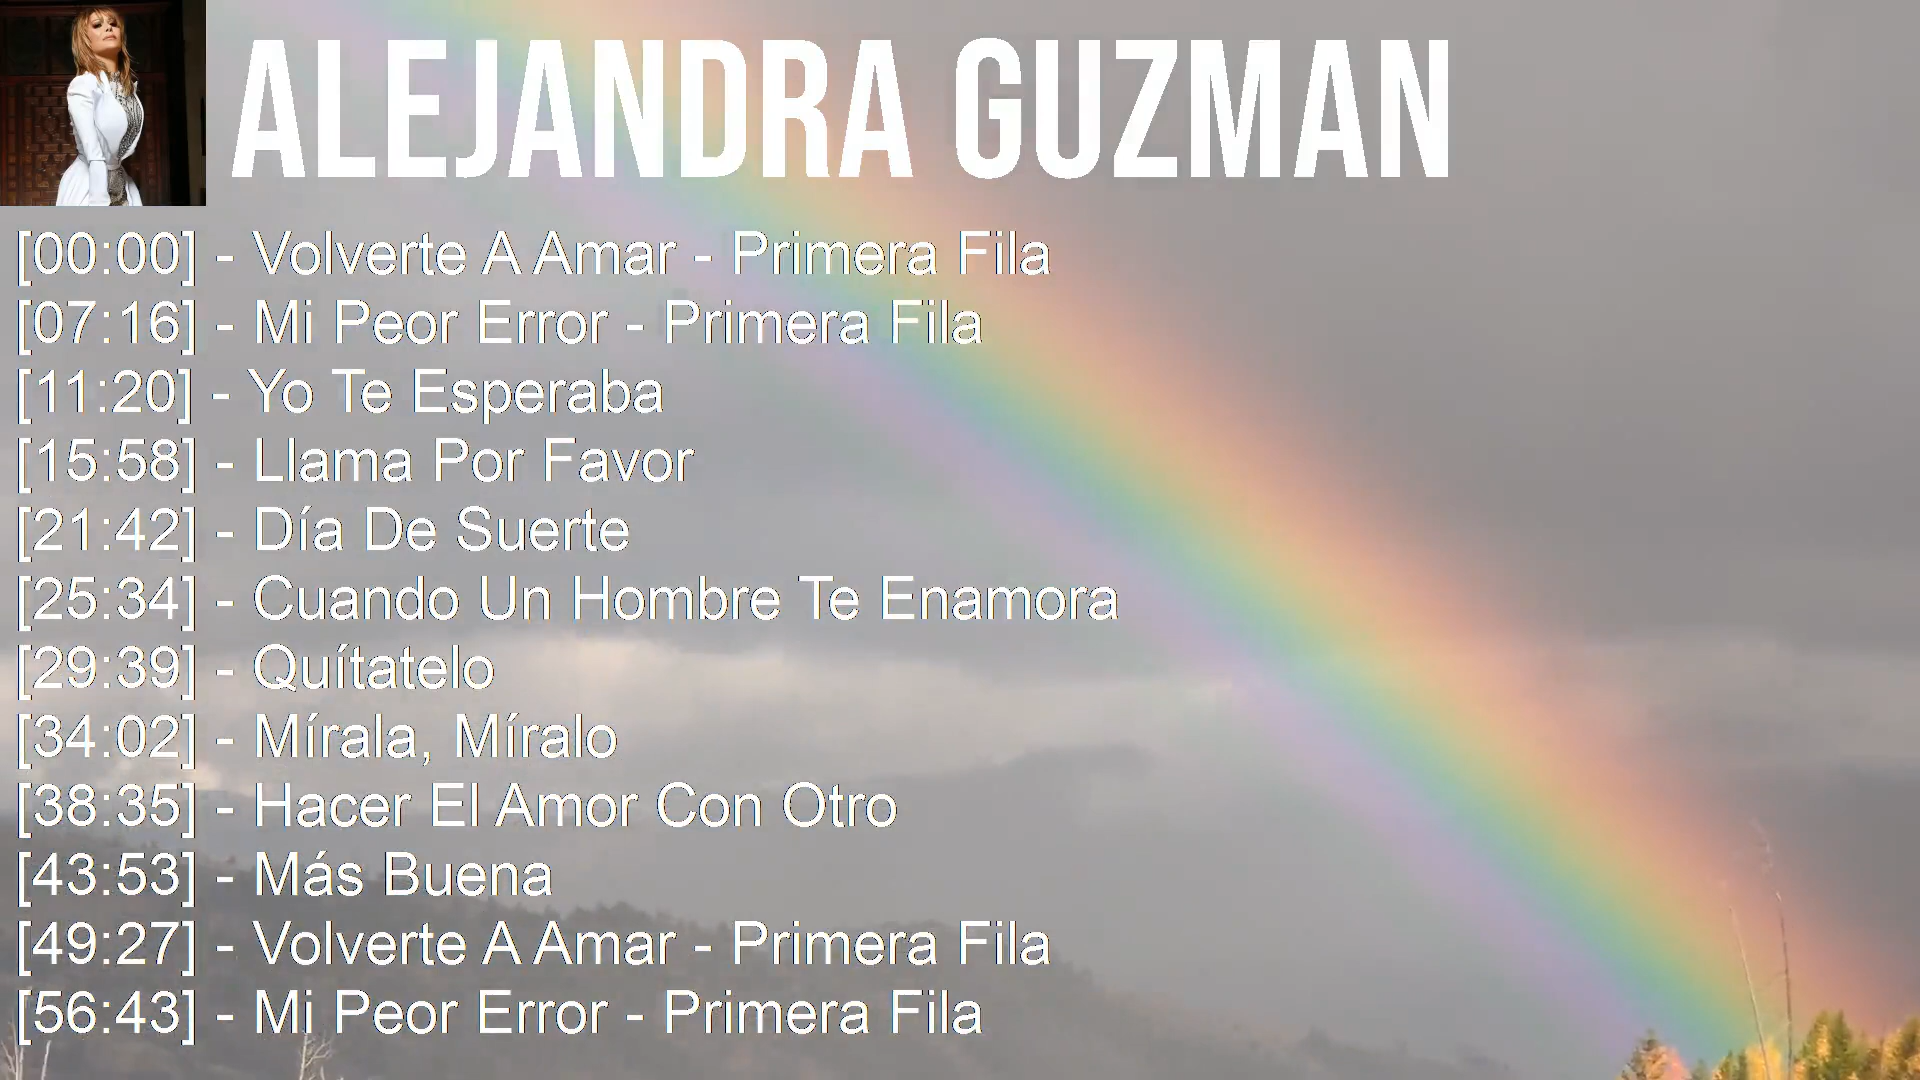 ALEJANDRA GUZMAN
[00:00] - Volverte A Amar - Primera Fila
[07:16] - Mi Peor Error - Primera Fila
[11:20] - Yo Te Esperaba
[15:58] - Llama Por Favor
[21:42] - Día De Suerte
[25:34] - Cuando Un Hombre Te Enamora
[29:39] - Quítatelo
[34:02] - Mírala, Míralo
[38:35] - Hacer El Amor Con Otro
[43:53] - Más Buena
[49:27] - Volverte A Amar - Primera Fila
[56:43] - Mi Peor Error - Primera Fila